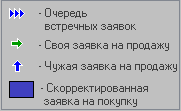 - Очередь
встречных заявок
- Своя заявка на продажу
- Чужая заявка на продажу
- Скорректированная
заявка на покупку